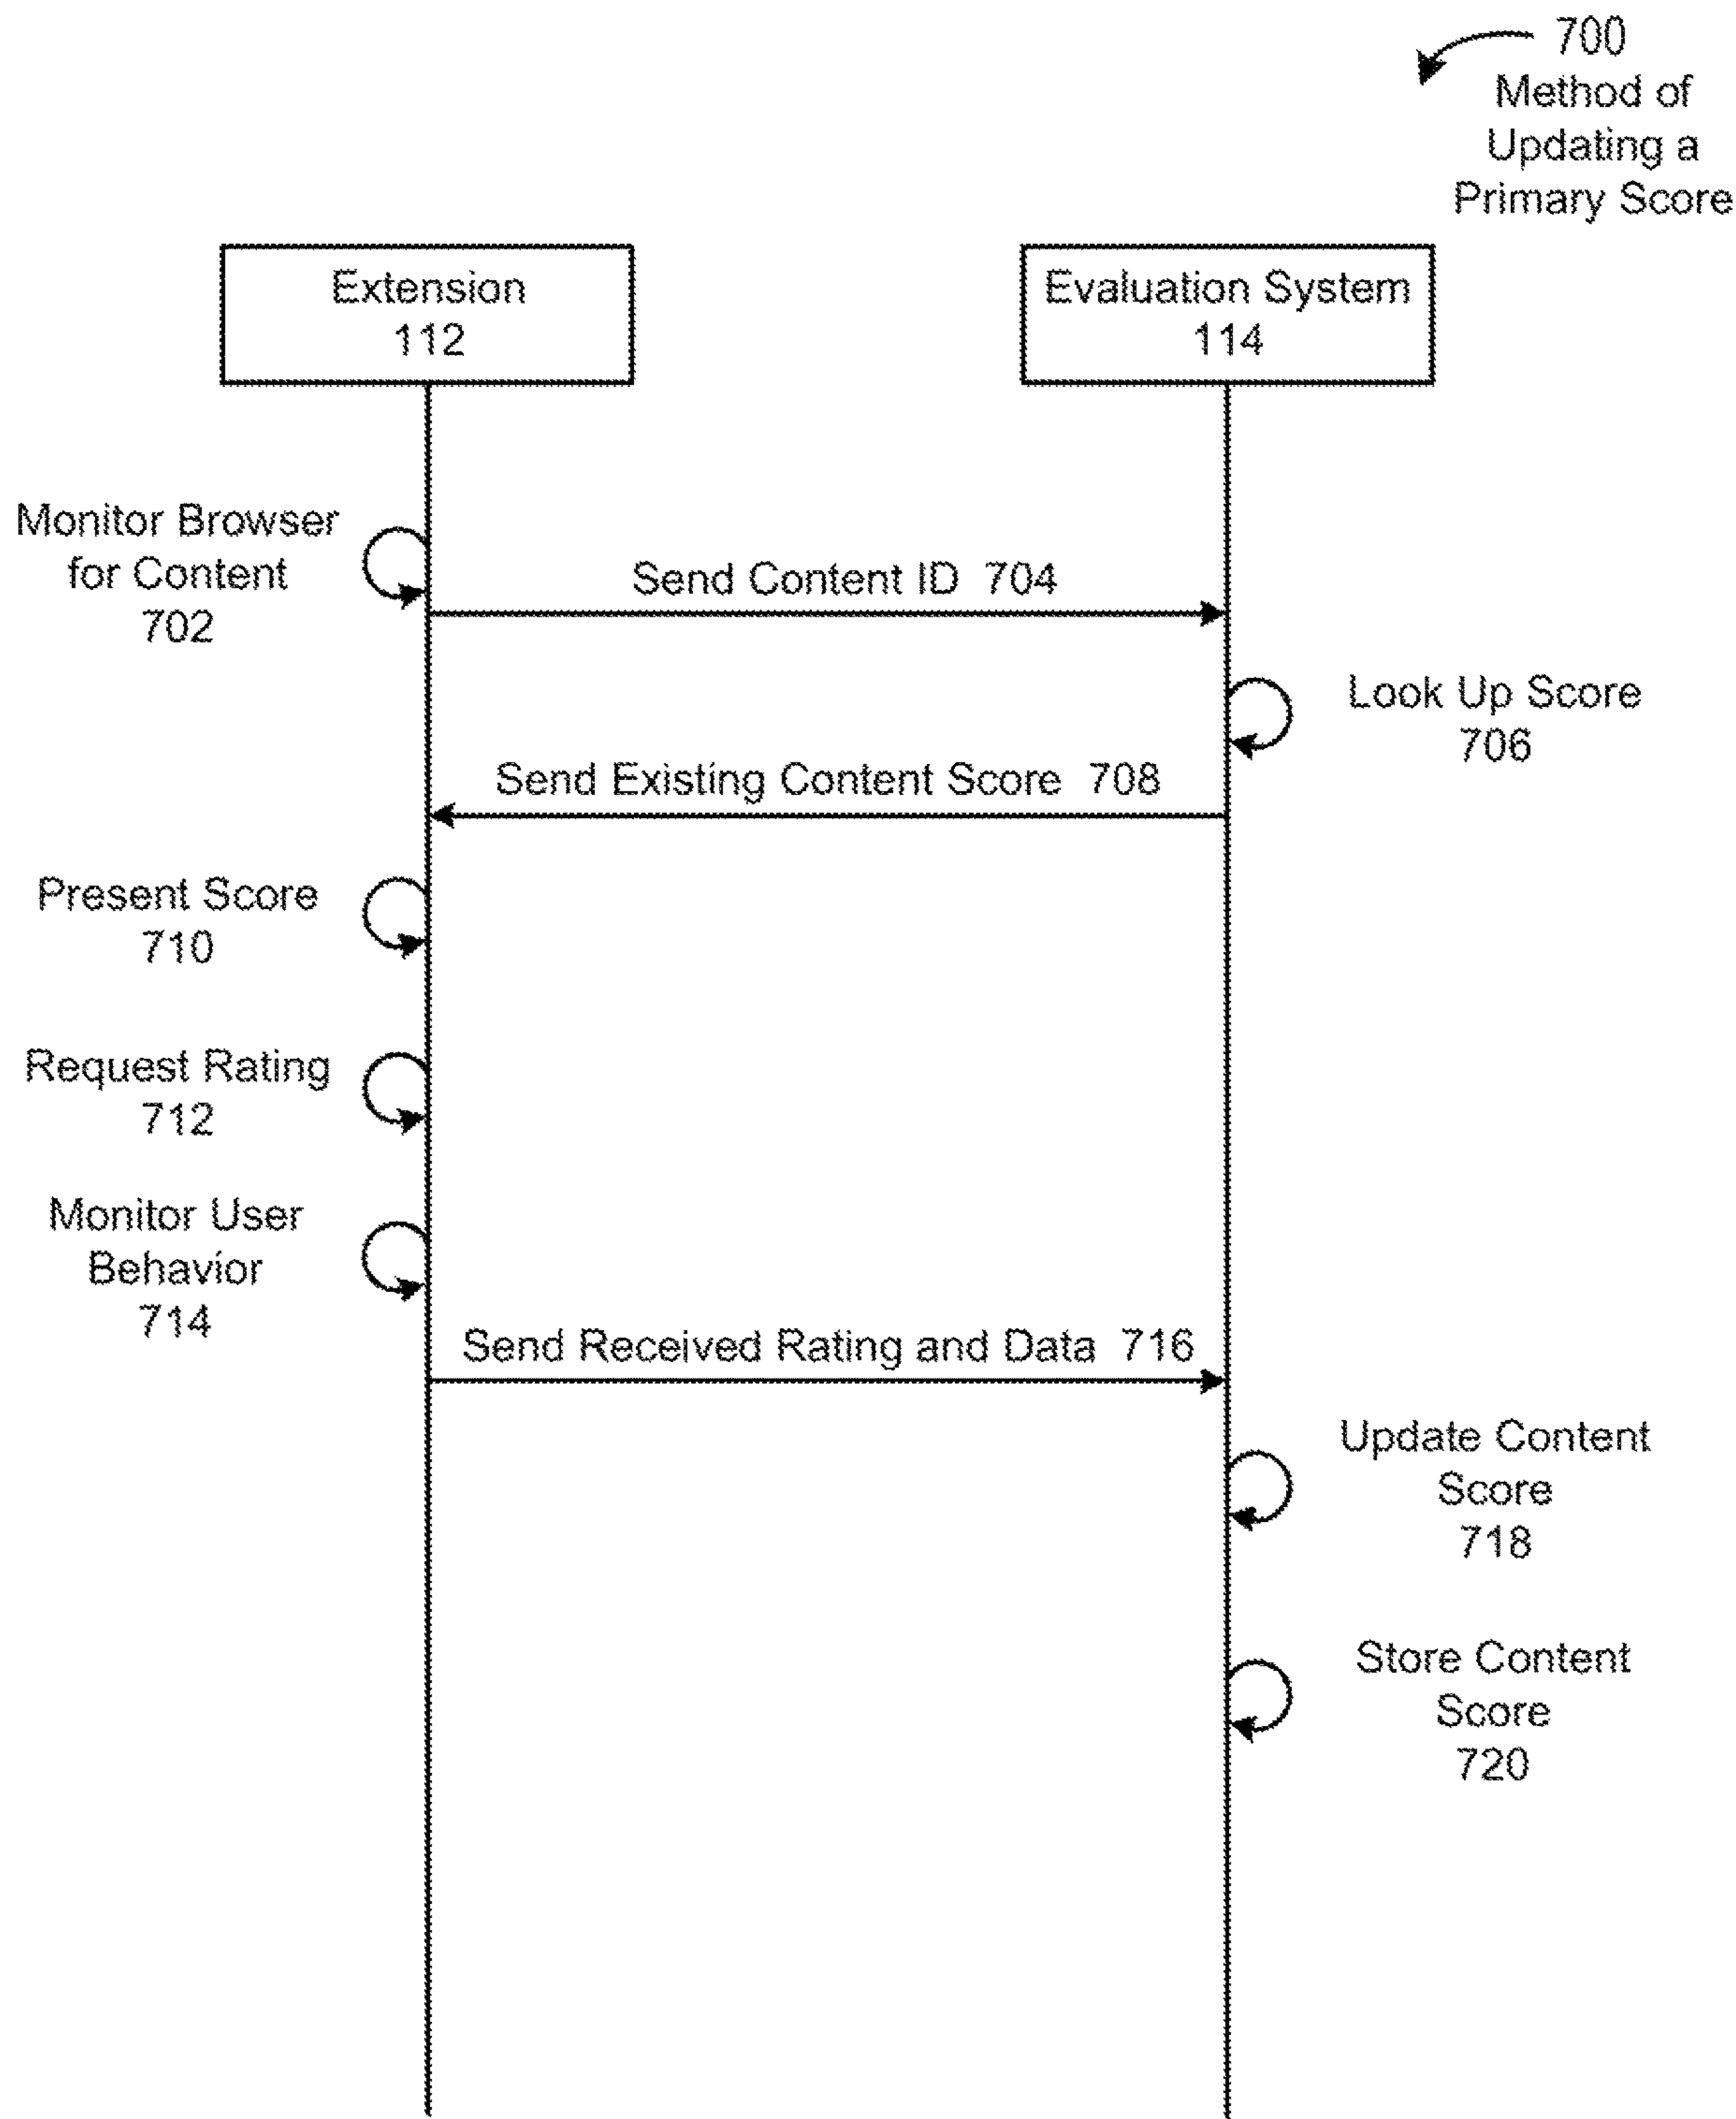 700
Method of
Updating a
Primary Score
Extension
112
Evaluation System
114
Monitor Browser
for Content
702
Send Content ID 704
Look Up Score
706
Send Existing Content Score 708
Present Score
710
Request Rating
712
Monitor User
Behavior
714
Send Received Rating and Data 716
Update Content
Score
718
Store Content
Score
720